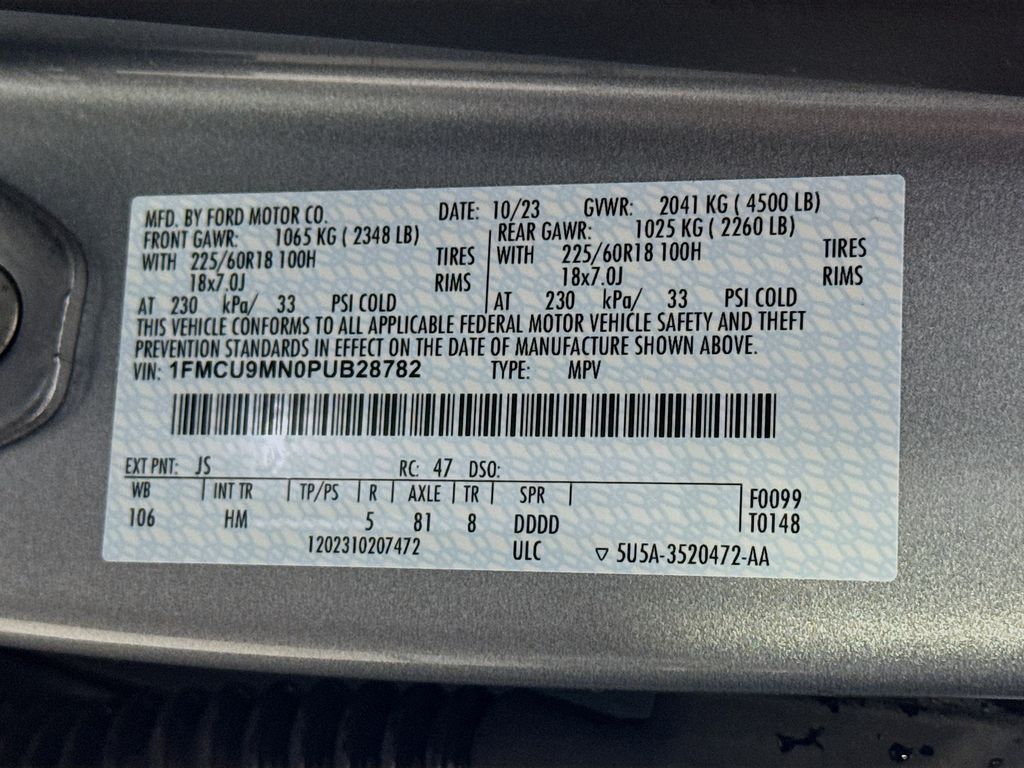 MFD. BY FORD MOTOR CO. DATE: 10/23 GVWR: 2041 KG ( 4500 LB)
FRONT GAWR: 1065 KG ( 2348 LB) REAR GAWR: 1025 KG ( 2260 LB)
WITH 225/60R18 100H TIRES WITH 225/60R18 100H TIRES
18x7.0J RIMS 18x7.0J RIMS
AT 230 kPa/ 33 PSI COLD AT 230 kPa/ 33 PSI COLD
THIS VEHICLE CONFORMS TO ALL APPLICABLE FEDERAL MOTOR VEHICLE SAFETY AND THEFT
PREVENTION STANDARDS IN EFFECT ON THE DATE OF MANUFACTURE SHOWN ABOVE.
VIN: 1FMCU9MN0PUB28782 TYPE: MPV
EXT PNT: JS RC: 47 DSO:
WB INT TR TP/PS R AXLE TR SPR F0099
106 HM 5 81 8 DDDD T0148
1202310207472 ULC 5U5A-3520472-AA